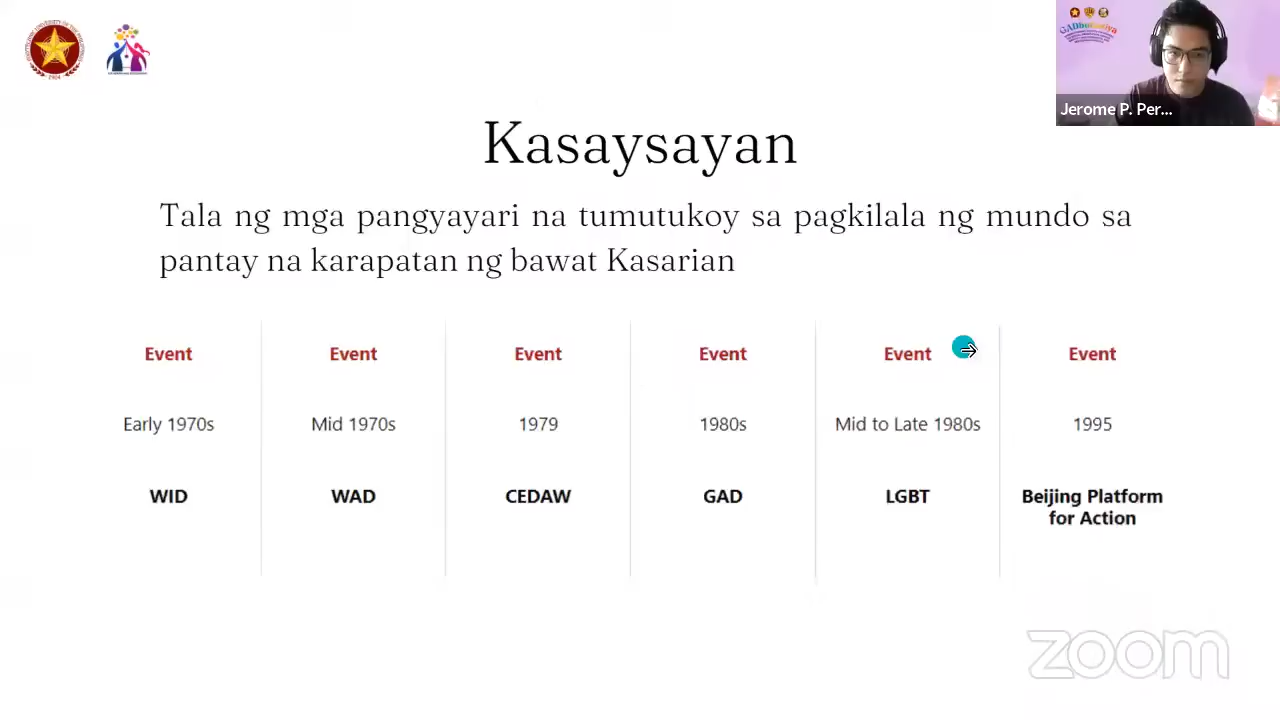 Jerome P. Per...
Kasaysayan
Tala ng mga pangyayari na tumutukoy sa pagkilala ng mundo sa
pantay na karapatan ng bawat Kasarian
Event
Early 1970s
WID
Event
Mid 1970s
WAD
Event
1979
CEDAW
Event
1980s
GAD
Event
Mid to Late 1980s
LGBT
Event
1995
Beijing Platform
for Action
zoom